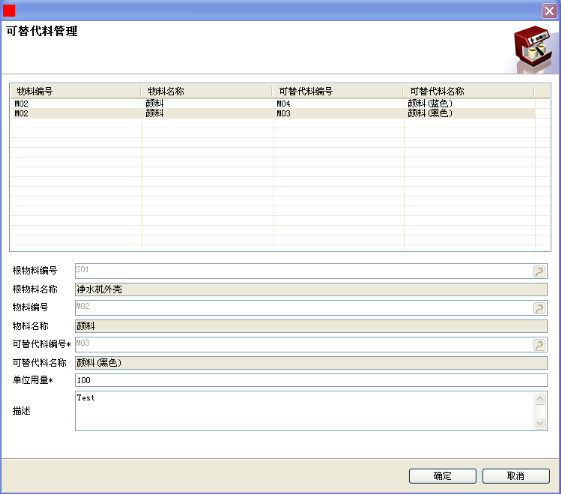 可替代料管理
物料编号 物料名称 可替代料编号 可替代料名称
M02 颜料 M04 颜料(蓝色)
M02 颜料 M03 颜料(黑色)
根物料编号 S01
根物料名称 净水机外壳
物料编号 M02
物料名称 颜料
可替代料编号* M03
可替代料名称 颜料(黑色)
单位用量* 100
描述 Test
确定 取消